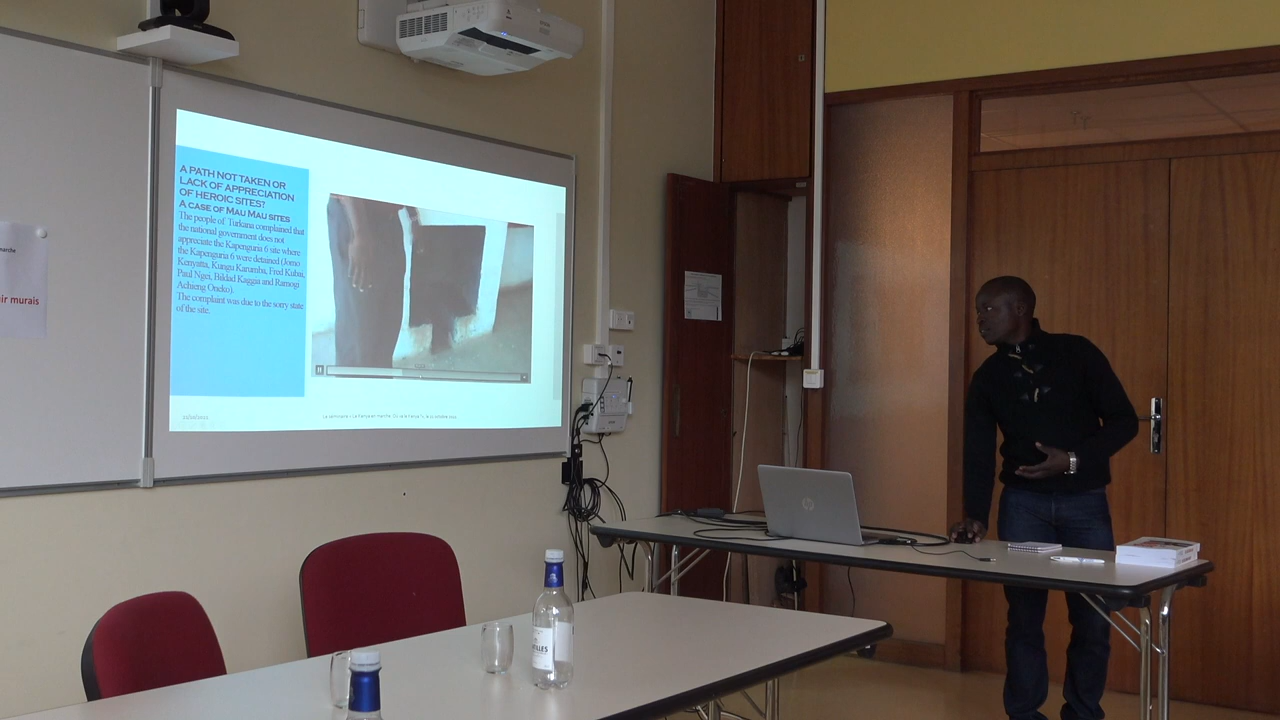 A PATH NOT TAKEN OR
LACK OF APPRECIATION
OF HEROIC SITES?
A CASE OF MAU MAU SITES
The people of Turkana complained that
the national government does not
appreciate the Kapenguria 6 site where
the Kapenguria 6 were detained (Jomo
Kenyatta, Kungu Karumba, Fred Kubai,
Paul Ngei, Bildad Kaggia and Ramogi
Achieng Oneko).
The complaint was due to the sorry state
of the site.
marche
ir murais
hp